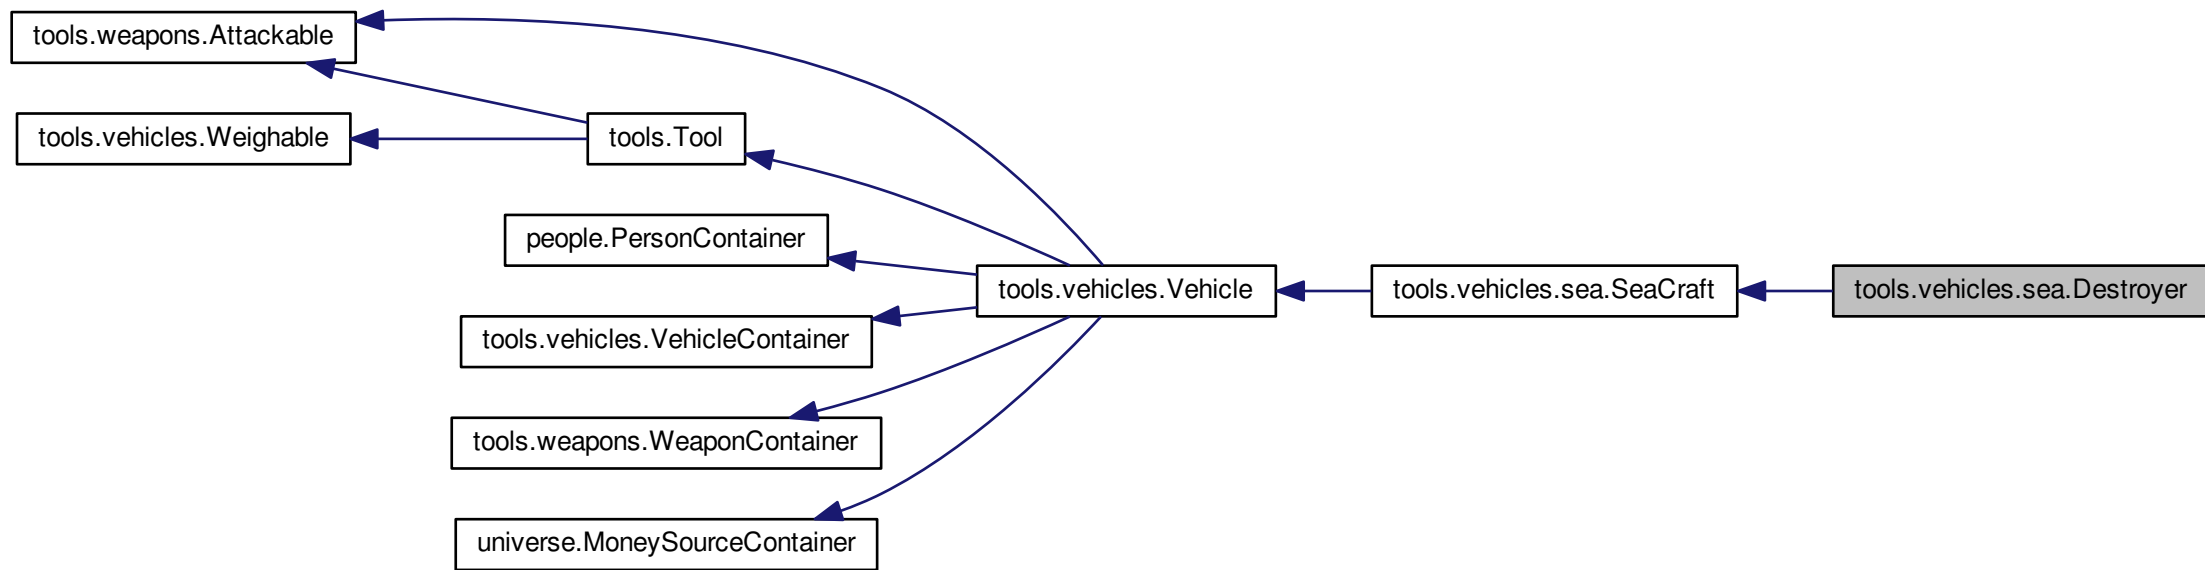 tools.weapons.Attackable
tools.vehicles.Weighable
tools.Tool
people.PersonContainer
tools.vehicles.Vehicle
tools.vehicles.sea.SeaCraft
tools.vehicles.sea.Destroyer
tools.vehicles.VehicleContainer
tools.weapons.WeaponContainer
universe.MoneySourceContainer